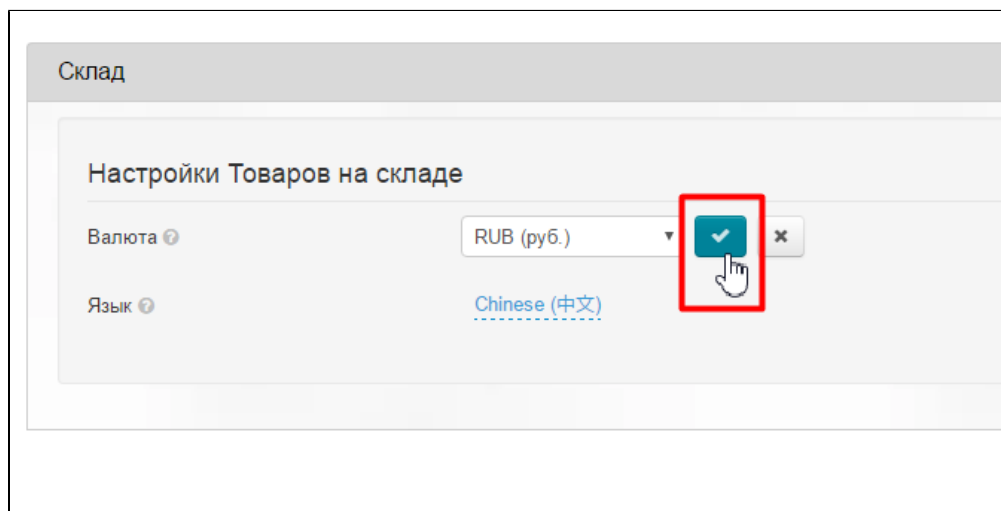 Склад
Настройки Товаров на складе
Валюта
RUB (руб.)
Язык
Chinese (中文)